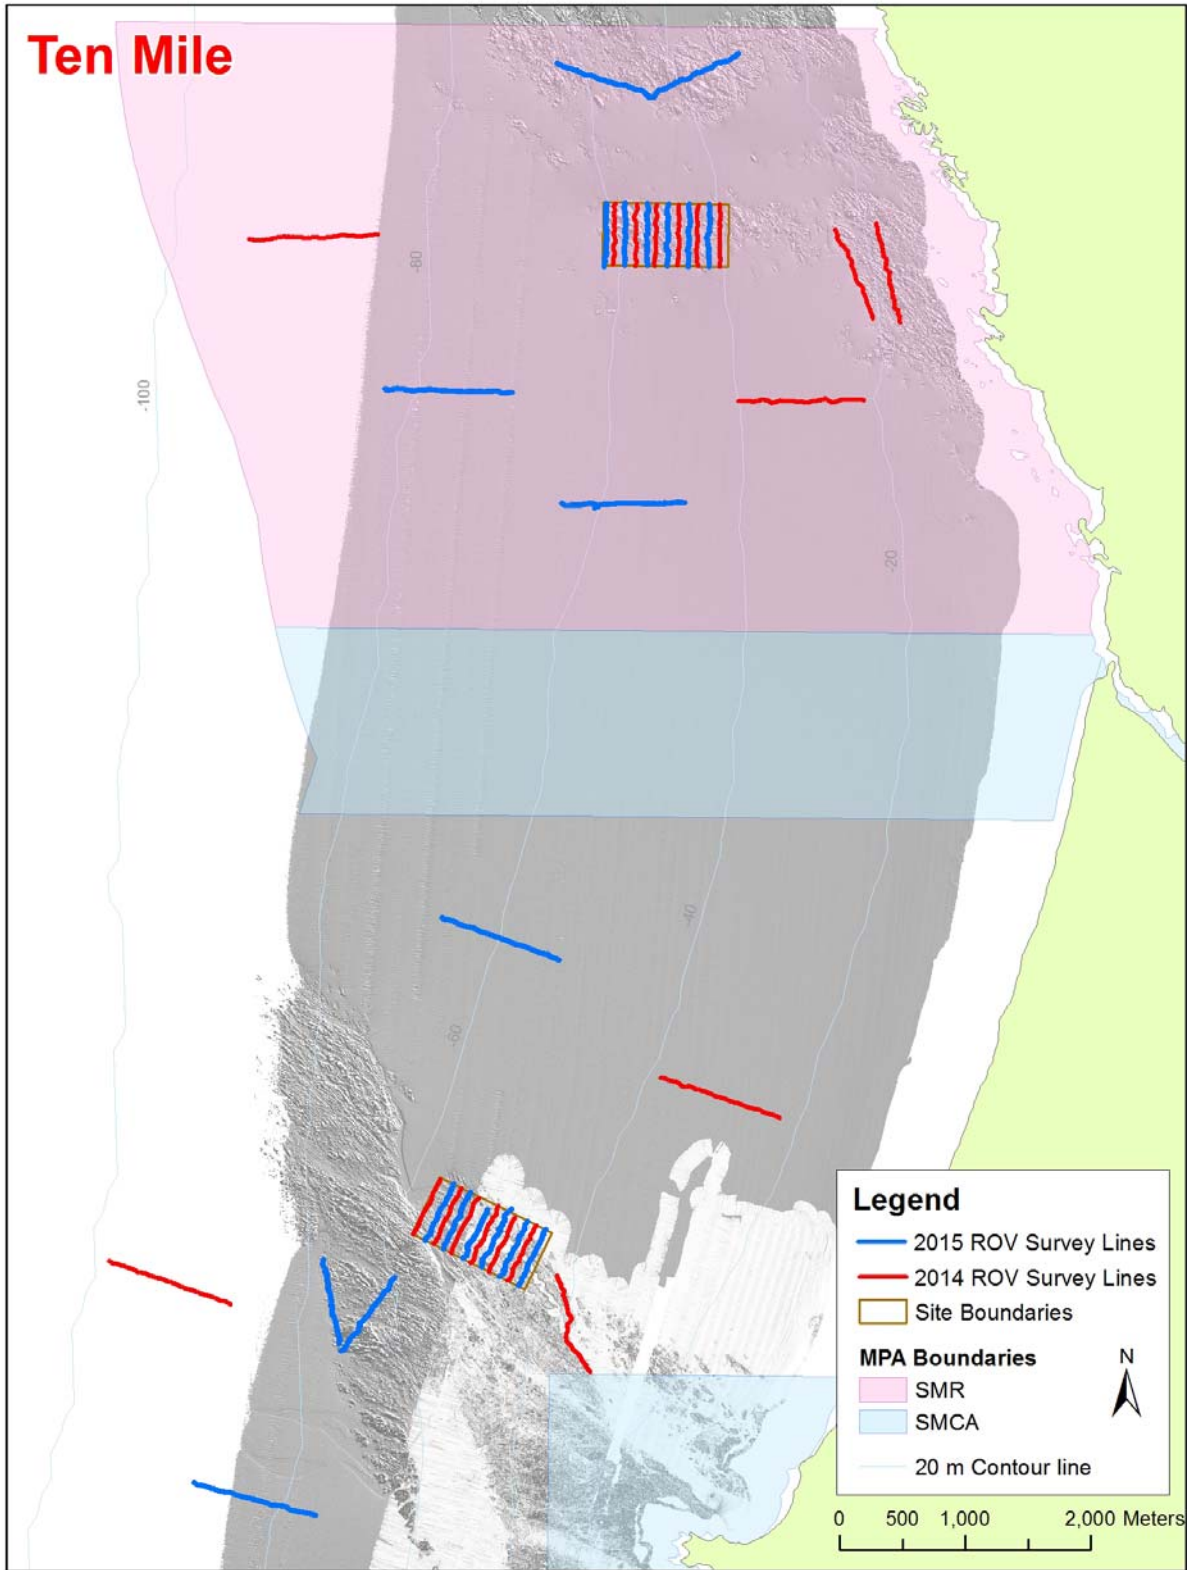 Ten Mile
-80
-100
-20
-40
-60
Legend
2015 ROV Survey Lines
2014 ROV Survey Lines
Site Boundaries
MPA Boundaries
SMR
SMCA
20 m Contour line
N
0 500 1,000 2,000 Meters